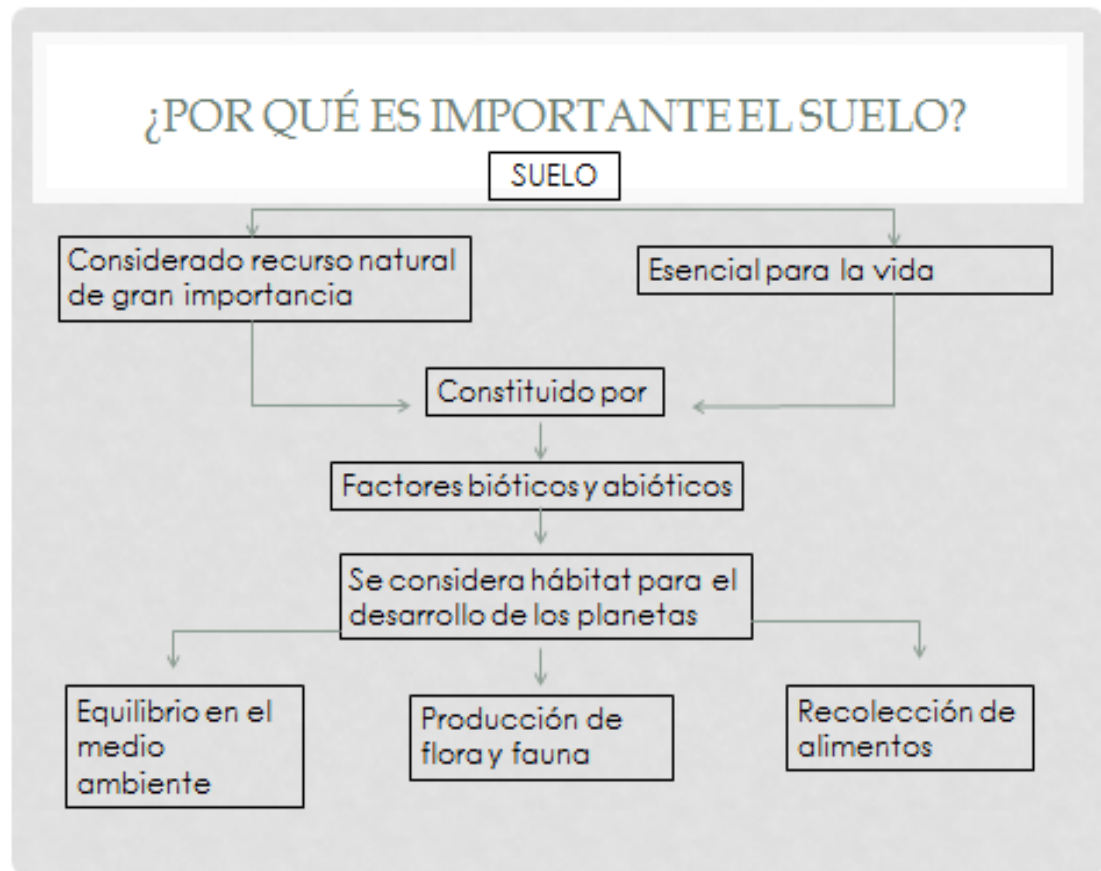 ¿POR QUÉ ES IMPORTANTE EL SUELO?
SUELO
Considerado recurso natural
de gran importancia
Esencial para la vida
Constituido por
Factores bióticos y abióticos
Se considera hábitat para el
desarrollo de los planetas
Equilibrio en el
medio
ambiente
Producción de
flora y fauna
Recolección de
alimentos